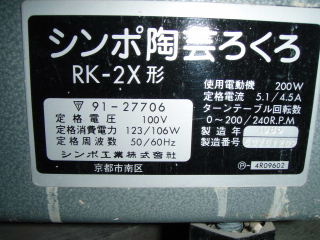 シンポ陶芸ろくろ
RK-2X形
▽ 91-27706
定格電圧 100V
定格消費電力 123/106W
定格周波数 50/60Hz
シンポ工業株式会社
京都市南区
使用電動機 200W
定格電流 5.1/4.5A
ターンテーブル回転数
0～200/240R.P.M
製造年
製造番号
Ⓟ-4R09602